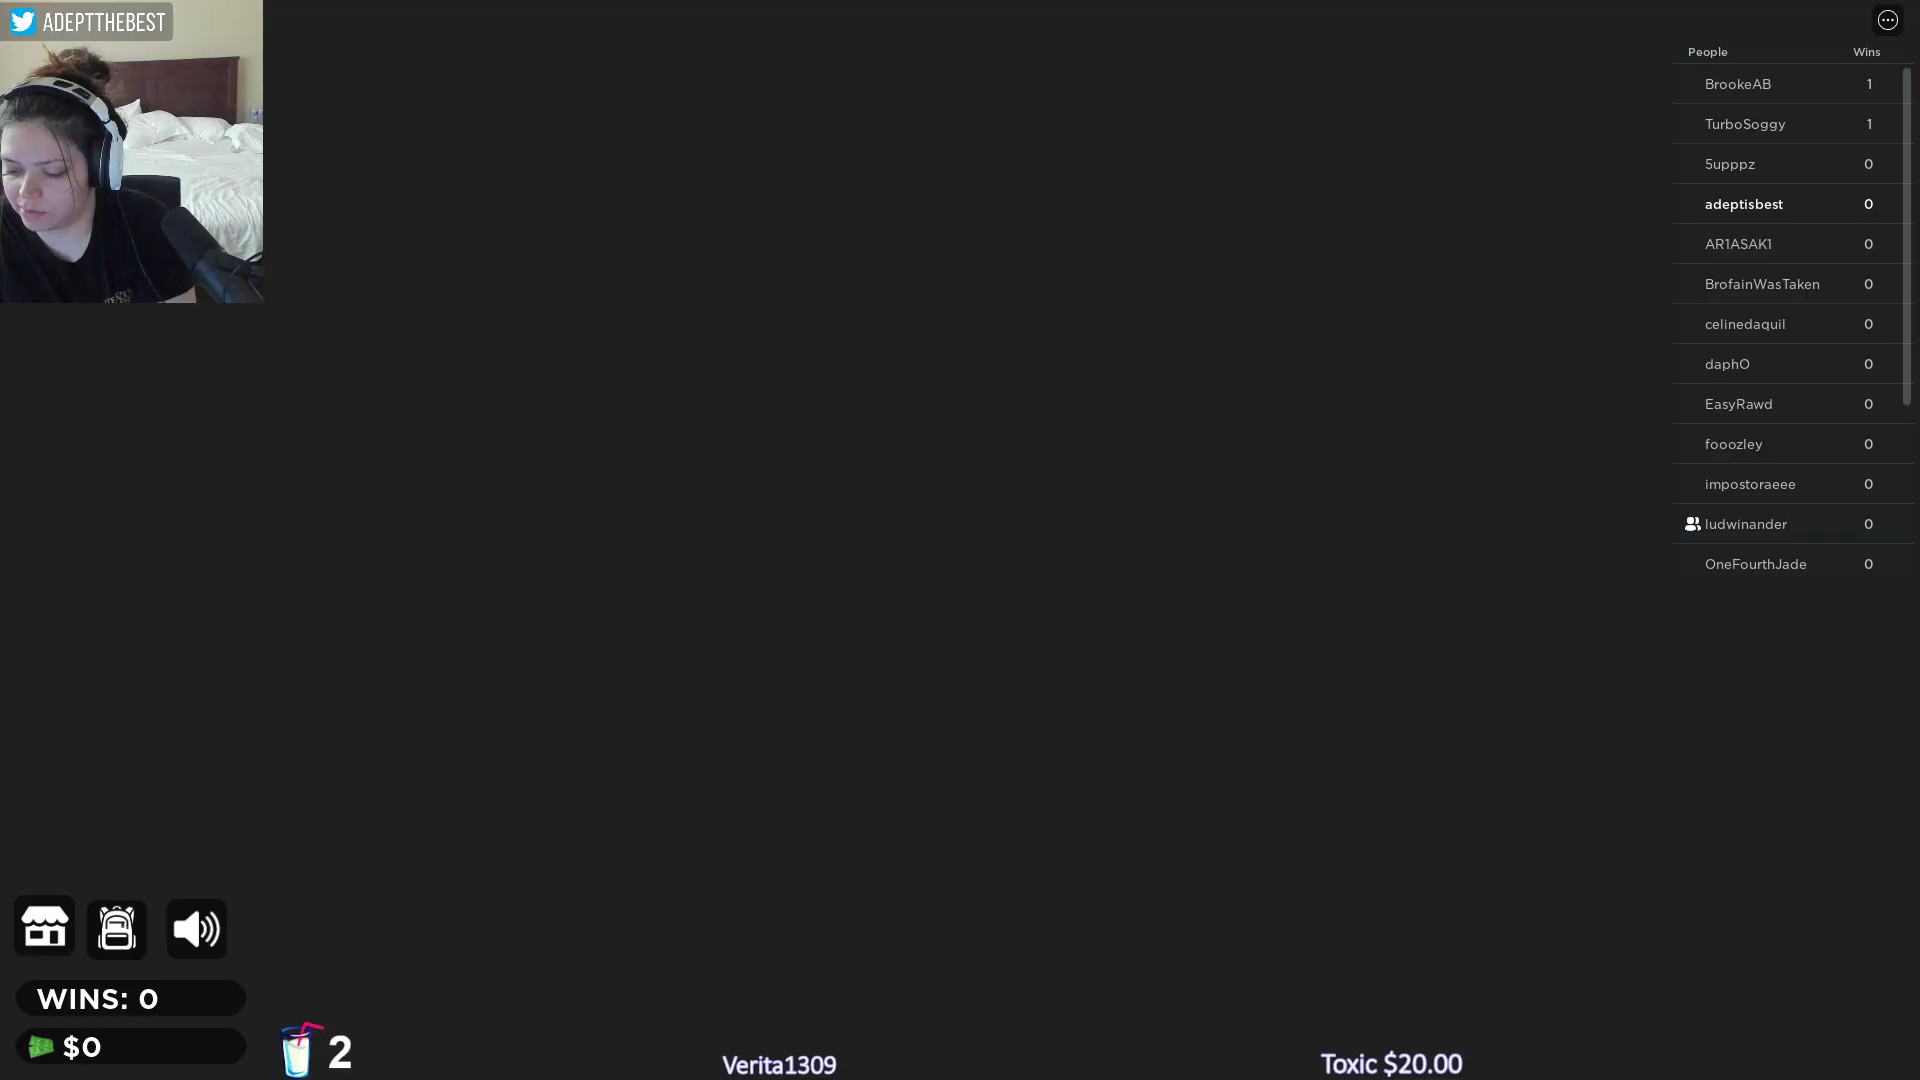 ADEPTTHEBEST
People Wins
BrookeAB 1
TurboSoggy 1
5upppz 0
adeptisbest 0
AR1ASAK1 0
BrofainWasTaken 0
celinedaquil 0
daphO 0
EasyRawd 0
fooozley 0
impostoraeee 0
ludwinander 0
OneFourthJade 0
WINS: 0
$0
2
Verita1309
Toxic $20.00